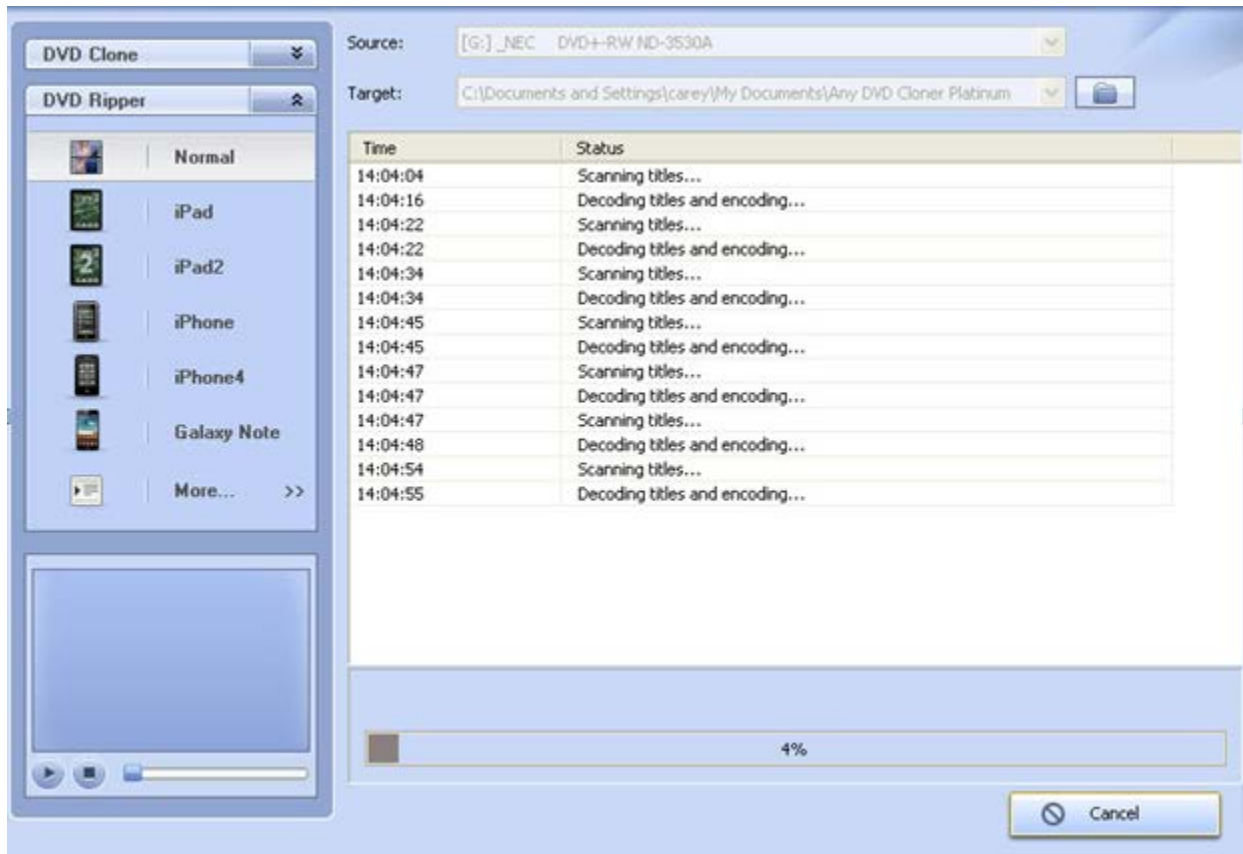 DVD Clone
DVD Ripper
Normal
iPad
iPad2
iPhone
iPhone4
Galaxy Note
More... >>
Source: [G:] _NEC DVD+-RW ND-3530A
Target: C:\Documents and Settings\carey\My Documents\Any DVD Cloner Platinum
Time Status
14:04:04 Scanning titles...
14:04:16 Decoding titles and encoding...
14:04:22 Scanning titles...
14:04:22 Decoding titles and encoding...
14:04:34 Scanning titles...
14:04:34 Decoding titles and encoding...
14:04:45 Scanning titles...
14:04:45 Decoding titles and encoding...
14:04:47 Scanning titles...
14:04:47 Decoding titles and encoding...
14:04:47 Scanning titles...
14:04:48 Decoding titles and encoding...
14:04:54 Scanning titles...
14:04:55 Decoding titles and encoding...
4%
Cancel